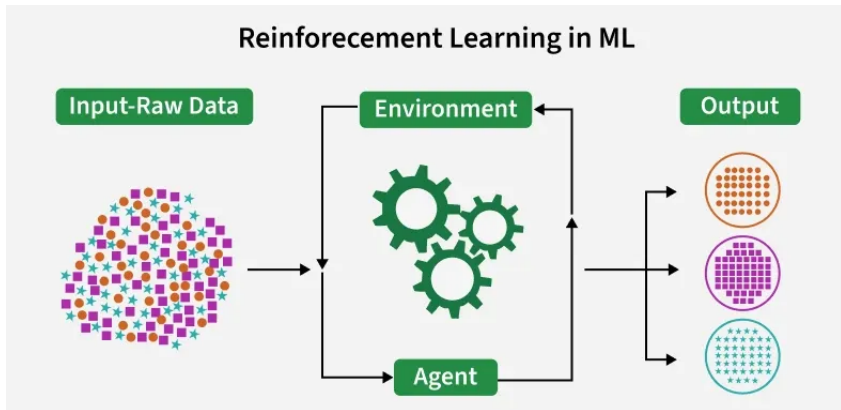 Reinforecement Learning in ML
Input-Raw Data
Environment
Output
Agent